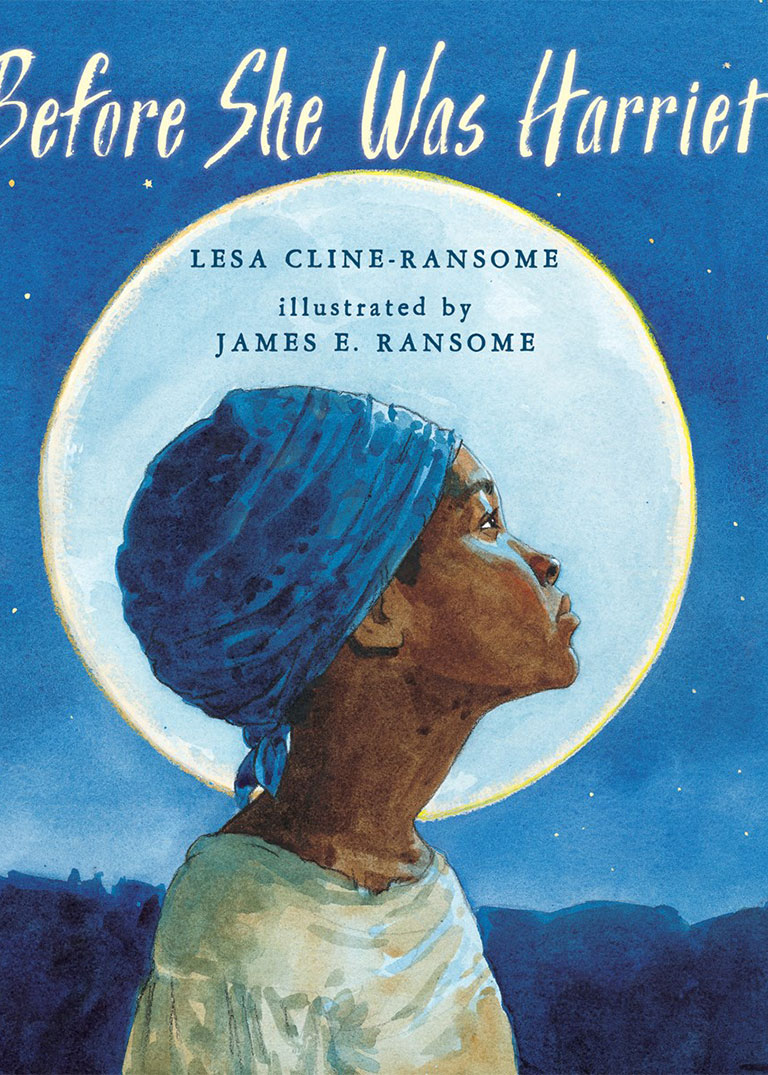 Before She Was Harriet
LESA CLINE-RANSOME
illustrated by
JAMES E. RANSOME